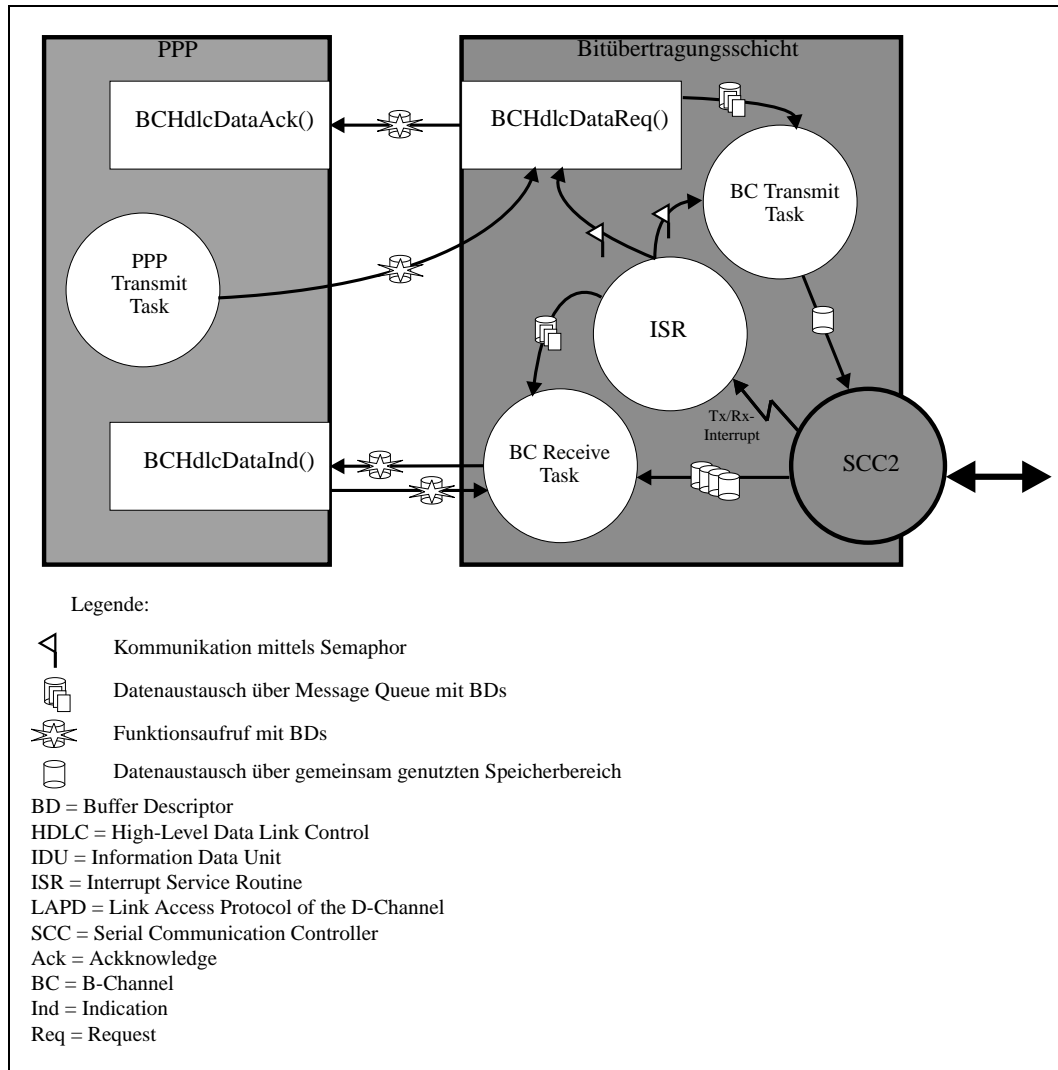 PPP
Bitübertragungsschicht
BCHdlcDataAck()
BCHdlcDataReq()
BC Transmit
Task
PPP
Transmit
Task
ISR
Tx/Rx-
Interrupt
BCHdlcDataInd()
BC Receive
Task
SCC2
Legende:
Kommunikation mittels Semaphor
Datenaustausch über Message Queue mit BDs
Funktionsaufruf mit BDs
Datenaustausch über gemeinsam genutzten Speicherbereich
BD = Buffer Descriptor
HDLC = High-Level Data Link Control
IDU = Information Data Unit
ISR = Interrupt Service Routine
LAPD = Link Access Protocol of the D-Channel
SCC = Serial Communication Controller
Ack = Ackknowledge
BC = B-Channel
Ind = Indication
Req = Request